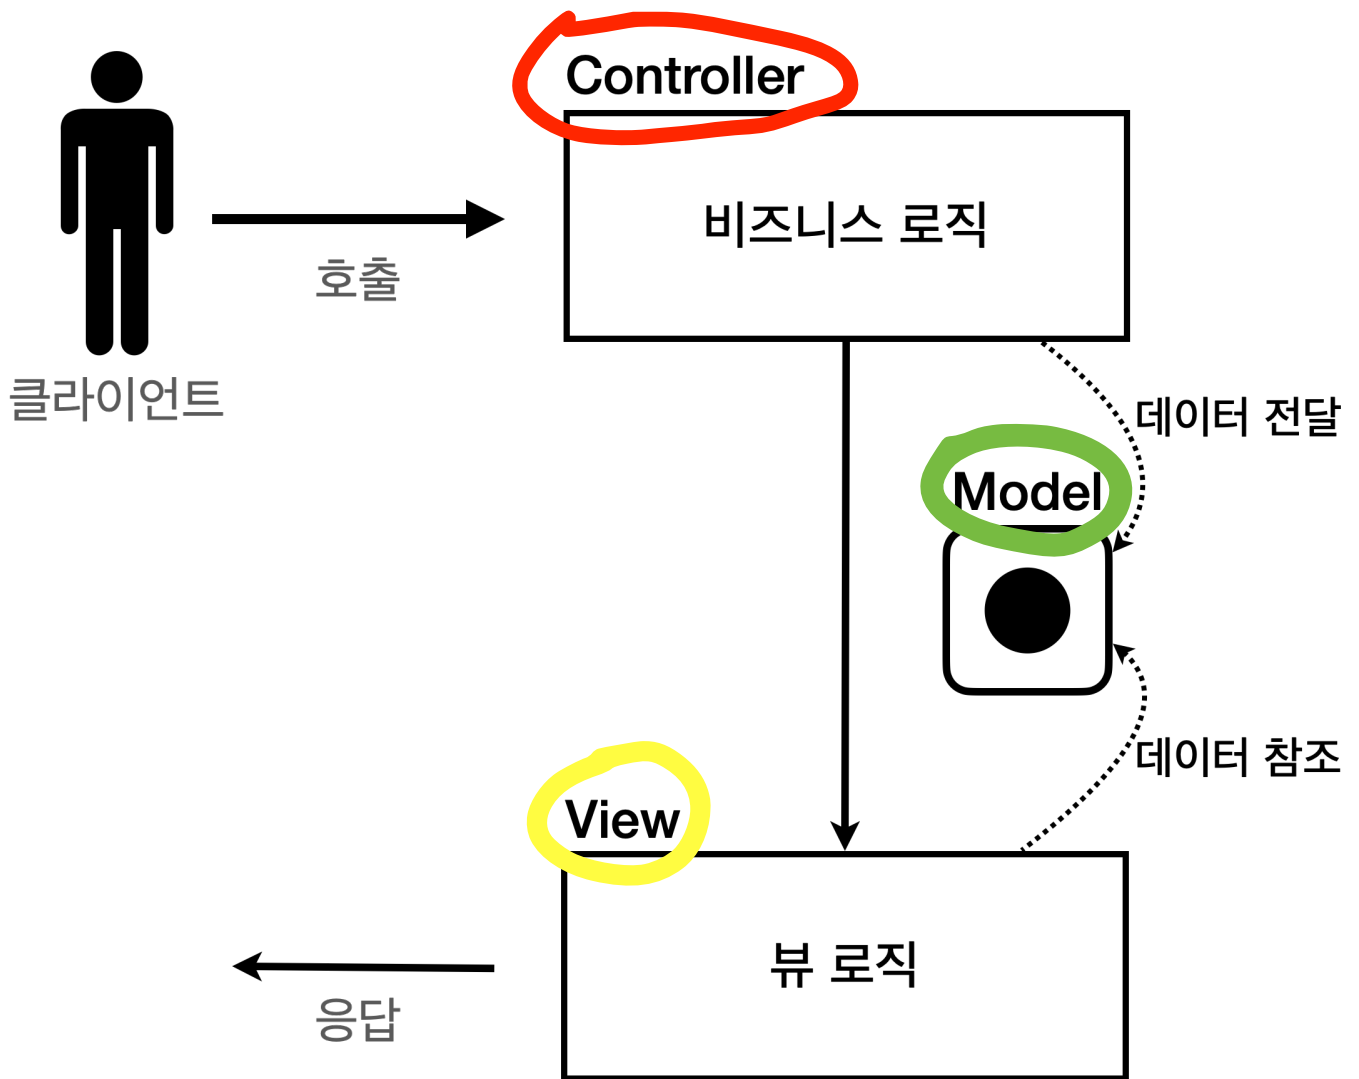 Controller
비즈니스 로직
호출
클라이언트
데이터 전달
Model
데이터 참조
View
뷰 로직
응답